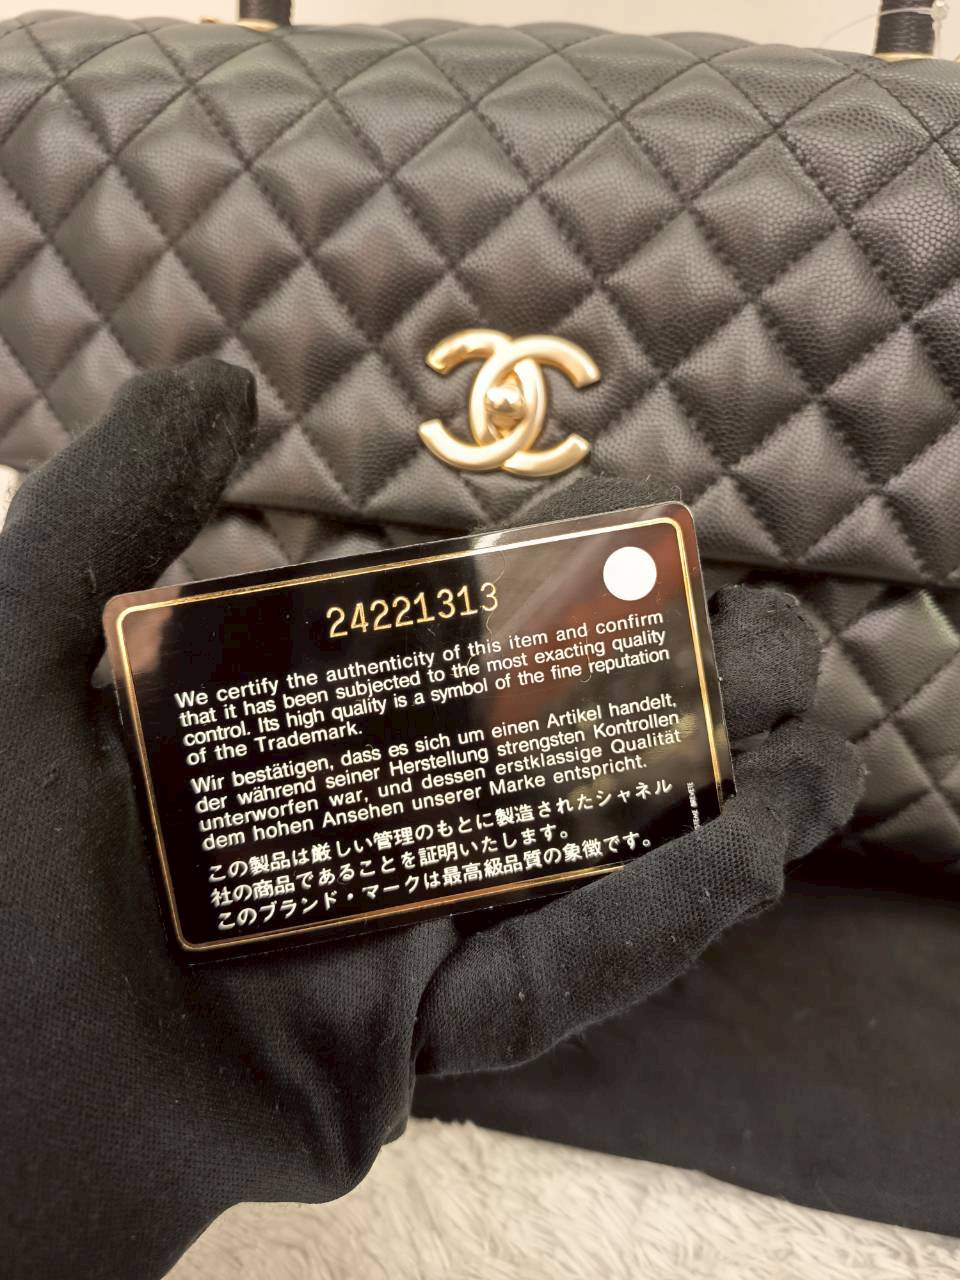 24221313
We certify the authenticity of this item and confirm
that it has been subjected to the most exacting quality
control. Its high quality is a symbol of the fine reputation
of the Trademark.
Wir bestätigen, dass es sich um einen Artikel handelt,
der während seiner Herstellung strengsten Kontrollen
unterworfen war, und dessen erstklassige Qualität
dem hohen Ansehen unserer Marke entspricht.
この製品は厳しい管理のもとに製造されたシャネル
社の商品であることを証明いたします。
このブランド・マークは最高級品質の象徴です。